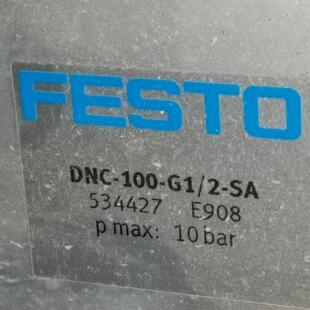 FESTO
DNC-100-G1/2-SA
534427 E908
p max: 10 bar